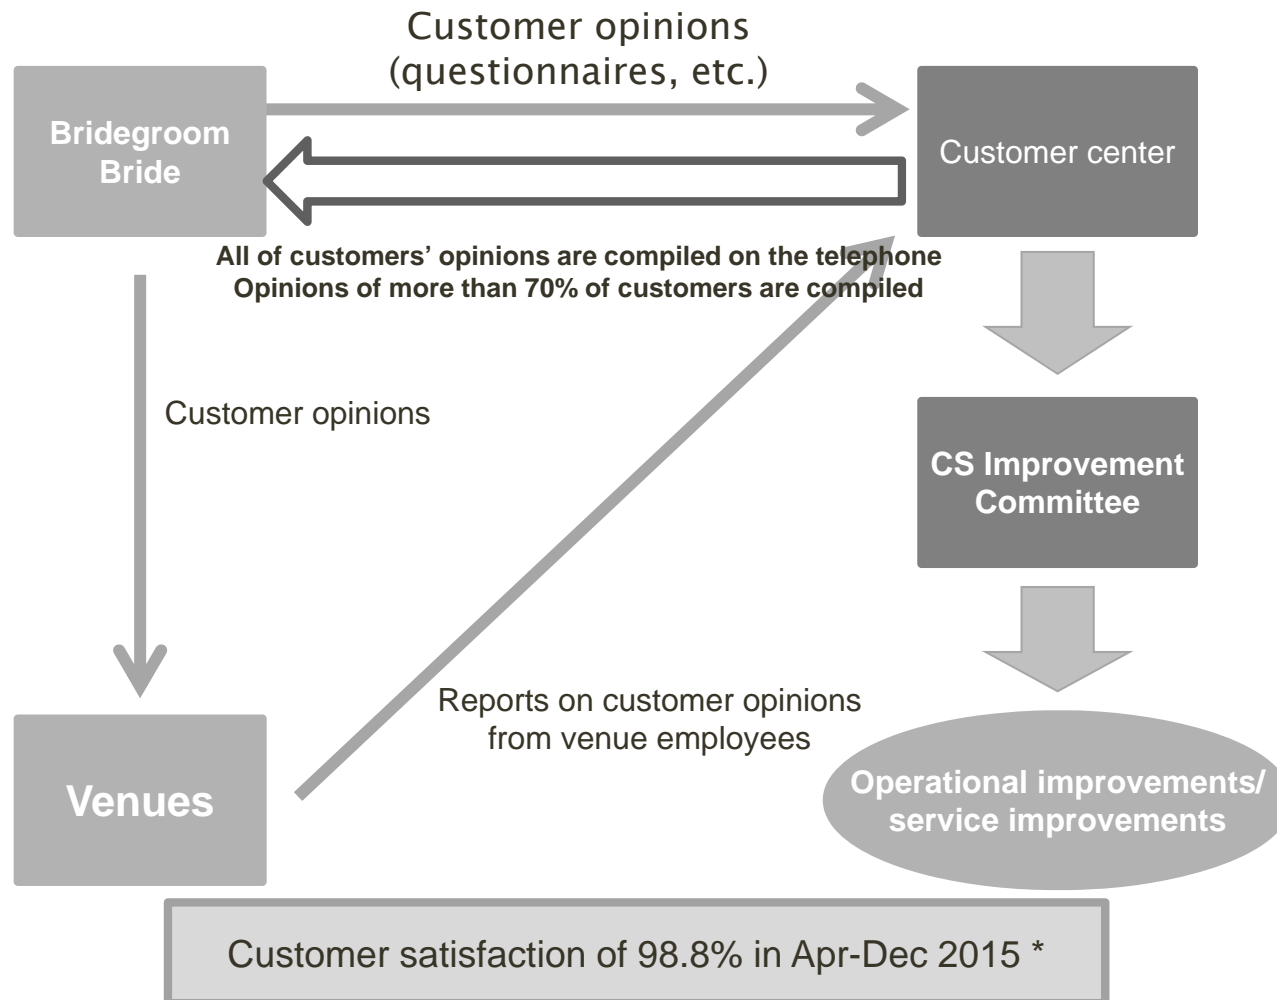 Customer opinions
(questionnaires, etc.)
Bridegroom
Bride
Customer center
All of customers’ opinions are compiled on the telephone
Opinions of more than 70% of customers are compiled
Customer opinions
CS Improvement
Committee
Reports on customer opinions
from venue employees
Venues
Operational improvements/
service improvements
Customer satisfaction of 98.8% in Apr-Dec 2015 *